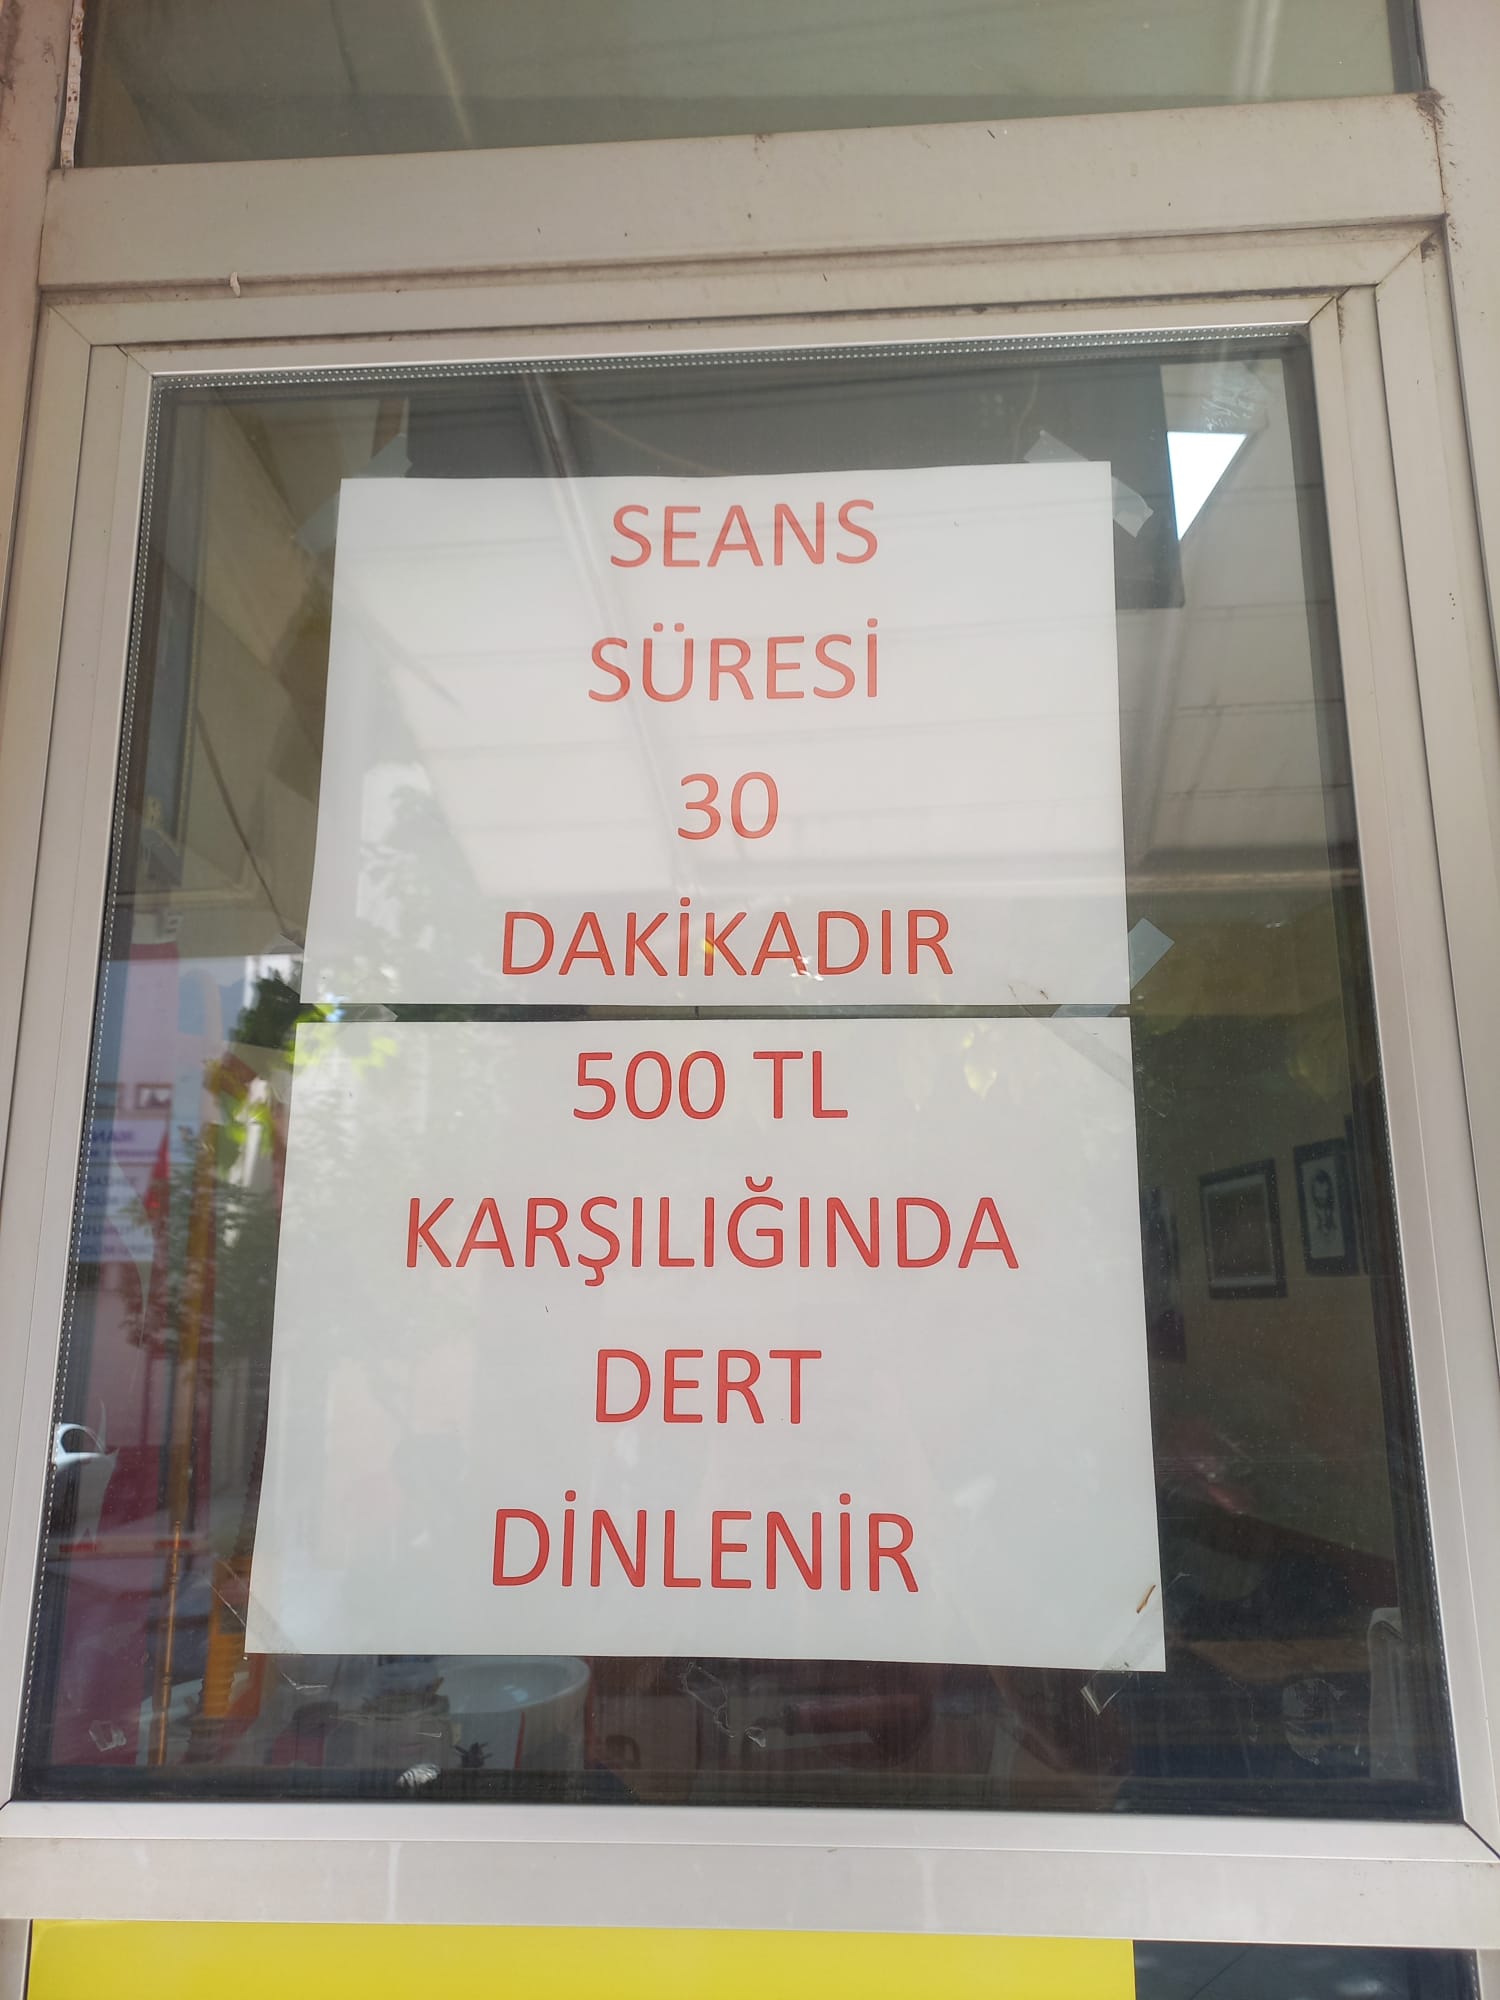 SEANS
SÜRESİ
30
DAKİKADIR
500 TL
KARŞILIĞINDA
DERT
DİNLENİR